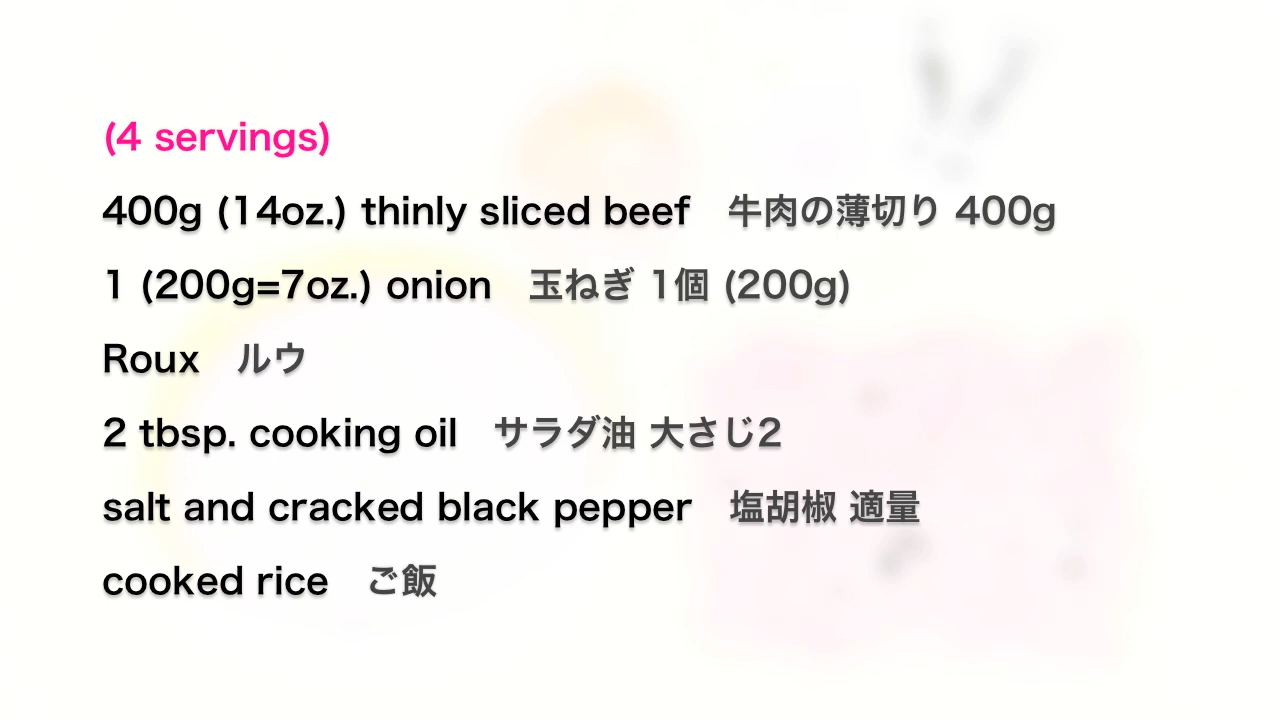 (4 servings)
400g (14oz.) thinly sliced beef　牛肉の薄切り 400g
1 (200g=7oz.) onion　玉ねぎ 1個 (200g)
Roux　ルウ
2 tbsp. cooking oil　サラダ油 大さじ2
salt and cracked black pepper　塩胡椒 適量
cooked rice　ご飯